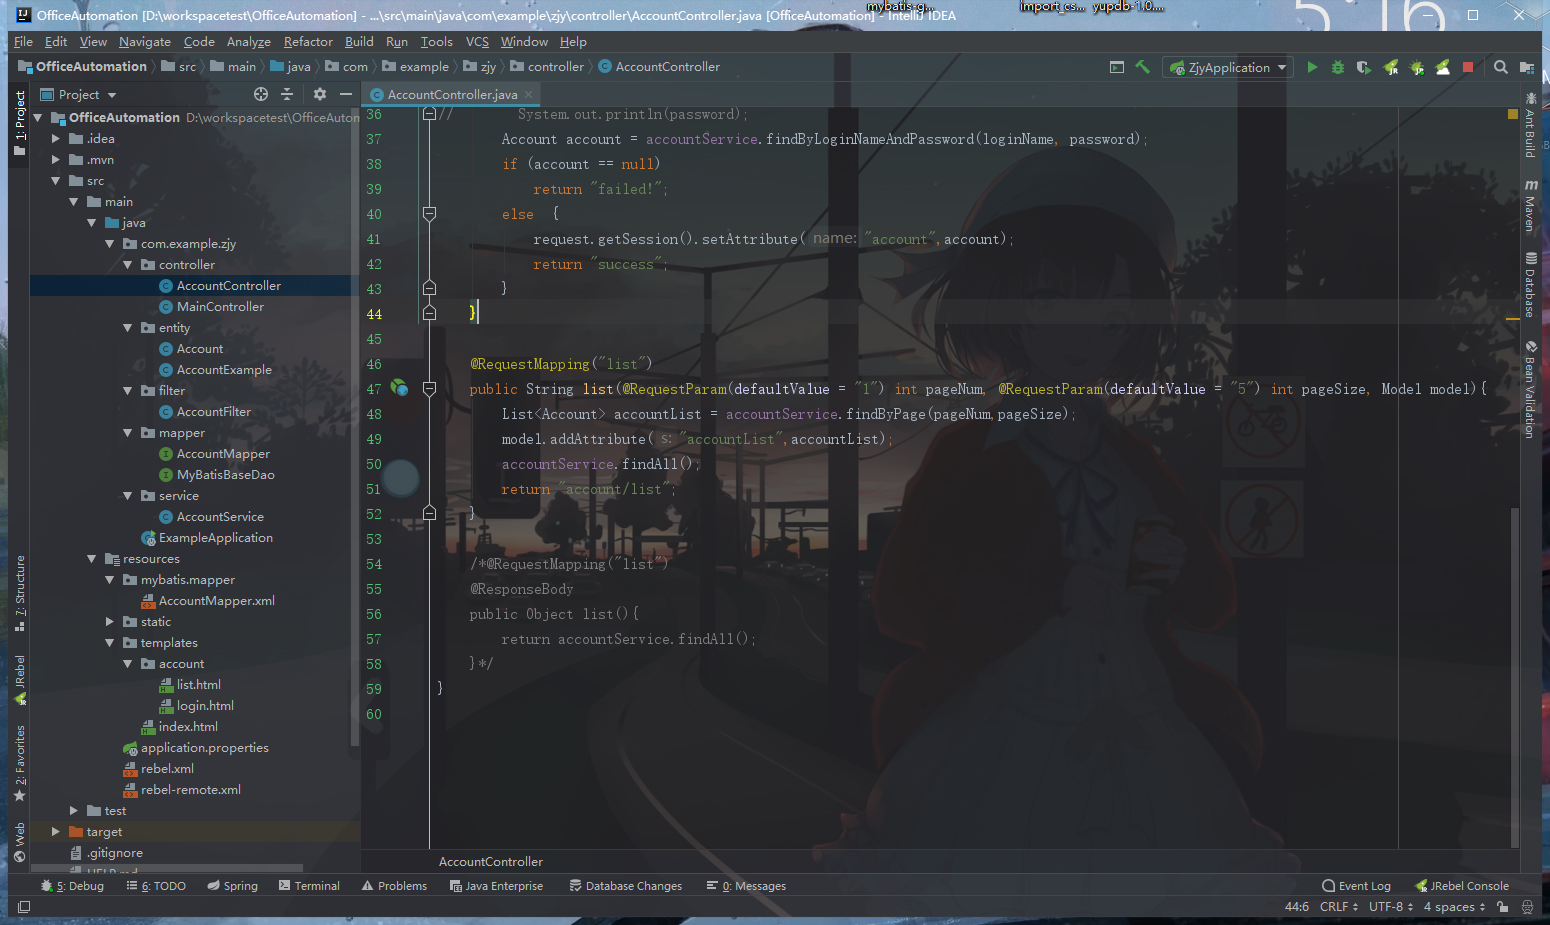 mybatis-g...
import_cs...
yupdb-1.0....
OfficeAutomation [D:\workspacetest\OfficeAutomation] - ...\src\main\java\com\example\zjy\controller\AccountController.java [OfficeAutomation] - IntelliJ IDEA
File Edit View Navigate Code Analyze Refactor Build Run Tools VCS Window Help
OfficeAutomation src main java com example zjy controller AccountController
ZjyApplication
Project
AccountController.java
1: Project
7: Structure
JRebel
2: Favorites
Web
OfficeAutomation D:\workspacetest\OfficeAuton
.idea
.mvn
src
main
java
com.example.zjy
controller
AccountController
MainController
entity
Account
AccountExample
filter
AccountFilter
mapper
AccountMapper
MyBatisBaseDao
service
AccountService
ExampleApplication
resources
mybatis.mapper
AccountMapper.xml
static
templates
account
list.html
login.html
index.html
application.properties
rebel.xml
rebel-remote.xml
test
target
.gitignore
HELP.md
36 // System.out.println(password);
37 Account account = accountService.findByLoginNameAndPassword(loginName, password);
38 if (account == null)
39 return "failed!";
40 else {
41 request.getSession().setAttribute( name: "account",account);
42 return "success";
43 }
44 }
45
46 @RequestMapping("list")
47 public String list(@RequestParam(defaultValue = "1") int pageNum, @RequestParam(defaultValue = "5") int pageSize, Model model){
48 List<Account> accountList = accountService.findByPage(pageNum,pageSize);
49 model.addAttribute( s: "accountList",accountList);
50 accountService.findAll();
51 return "account/list";
52 }
53
54 /*@RequestMapping("list")
55 @ResponseBody
56 public Object list(){
57 return accountService.findAll();
58 }*/
59 }
60
Ant Build
Maven
Database
Bean Validation
AccountController
5: Debug 6: TODO Spring Terminal Problems Java Enterprise Database Changes 0: Messages Event Log JRebel Console
44:6 CRLF UTF-8 4 spaces